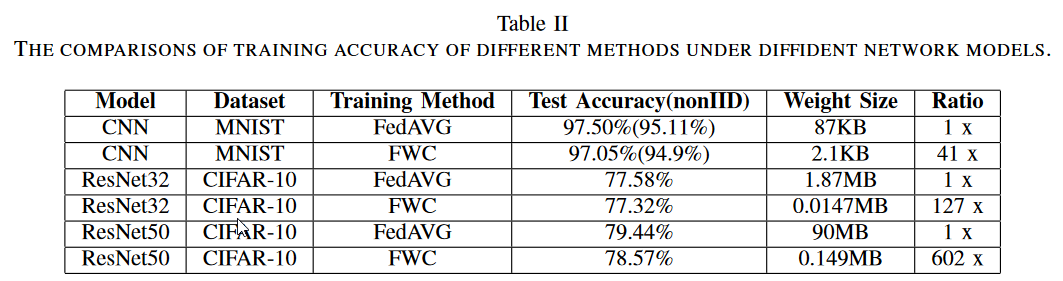 Table II
THE COMPARISONS OF TRAINING ACCURACY OF DIFFERENT METHODS UNDER DIFFIDENT NETWORK MODELS.
Model Dataset Training Method Test Accuracy(nonIID) Weight Size Ratio
CNN MNIST FedAVG 97.50%(95.11%) 87KB 1 x
CNN MNIST FWC 97.05%(94.9%) 2.1KB 41 x
ResNet32 CIFAR-10 FedAVG 77.58% 1.87MB 1 x
ResNet32 CIFAR-10 FWC 77.32% 0.0147MB 127 x
ResNet50 CIFAR-10 FedAVG 79.44% 90MB 1 x
ResNet50 CIFAR-10 FWC 78.57% 0.149MB 602 x